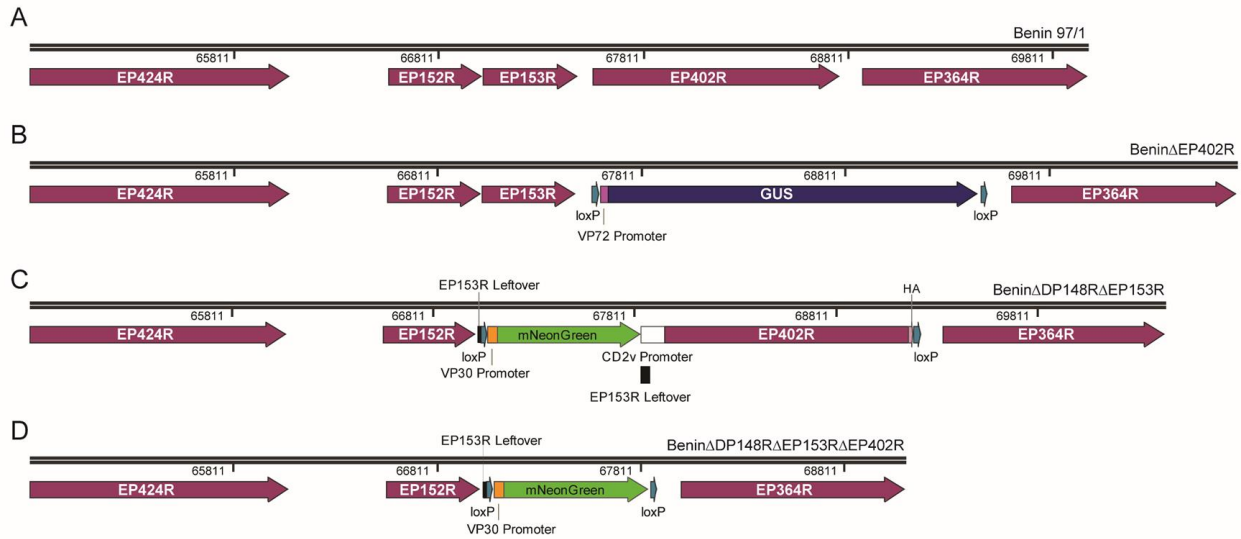 A
Benin 97/1
65811 66811 67811 68811 69811
EP424R EP152R EP153R EP402R EP364R
B
BeninΔEP402R
65811 66811 67811 68811 69811
EP424R EP152R EP153R GUS EP364R
loxP loxP
VP72 Promoter
C
EP153R Leftover HA BeninΔDP148RΔEP153R
65811 66811 67811 68811 69811
EP424R EP152R mNeonGreen EP402R EP364R
loxP CD2v Promoter loxP
VP30 Promoter
EP153R Leftover
D
EP153R Leftover BeninΔDP148RΔEP153RΔEP402R
65811 66811 67811 68811
EP424R EP152R mNeonGreen EP364R
loxP loxP
VP30 Promoter